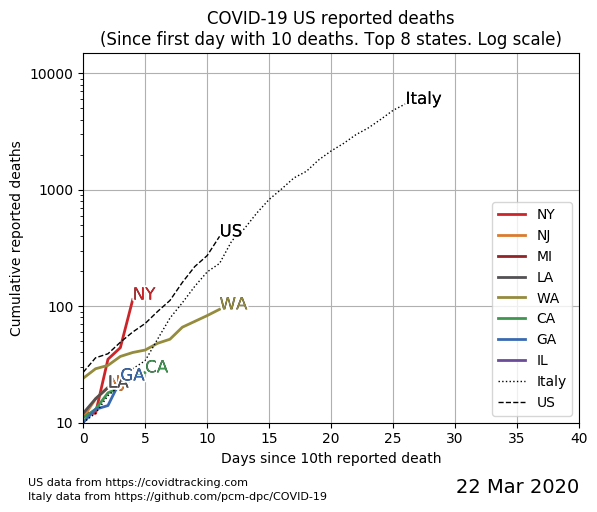 COVID-19 US reported deaths
(Since first day with 10 deaths. Top 8 states. Log scale)
10000
1000
100
10
Cumulative reported deaths
Italy
US
NY
WA
CA
GA
LA
NY
NJ
MI
LA
WA
CA
GA
IL
Italy
US
0 5 10 15 20 25 30 35 40
Days since 10th reported death
US data from https://covidtracking.com
Italy data from https://github.com/pcm-dpc/COVID-19
22 Mar 2020